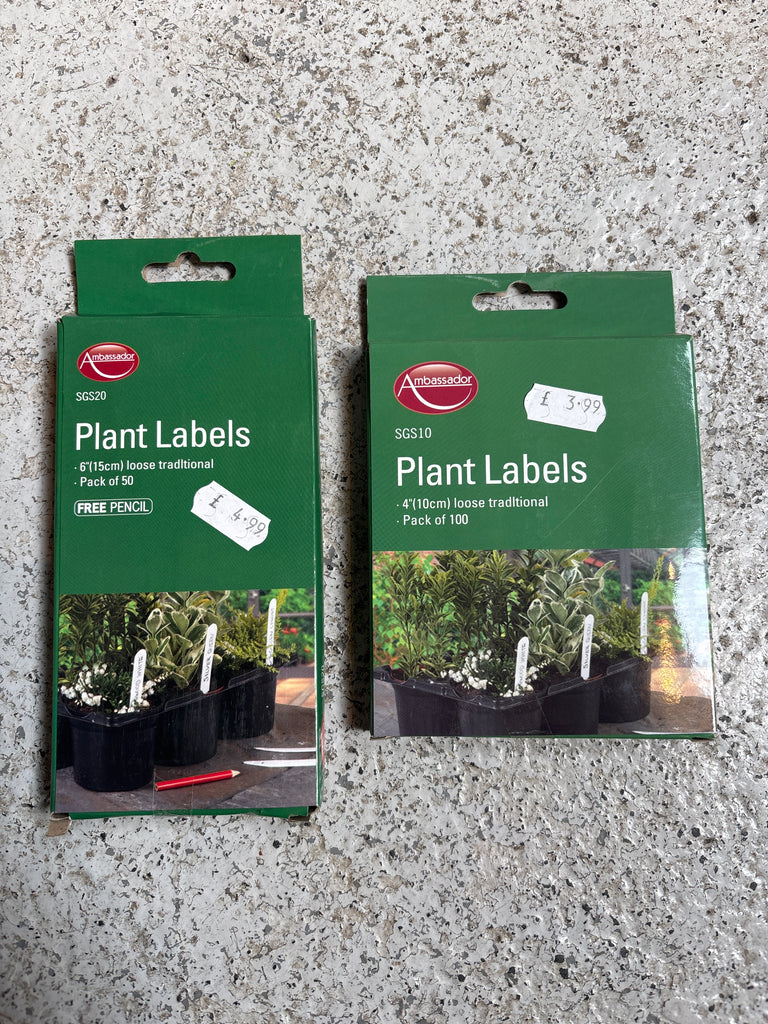 Ambassador
SGS20
Plant Labels
· 6"(15cm) loose tradltional
· Pack of 50
FREE PENCIL
£ 4.99
Ambassador
£ 3.99
SGS10
Plant Labels
· 4"(10cm) loose tradltional
· Pack of 100